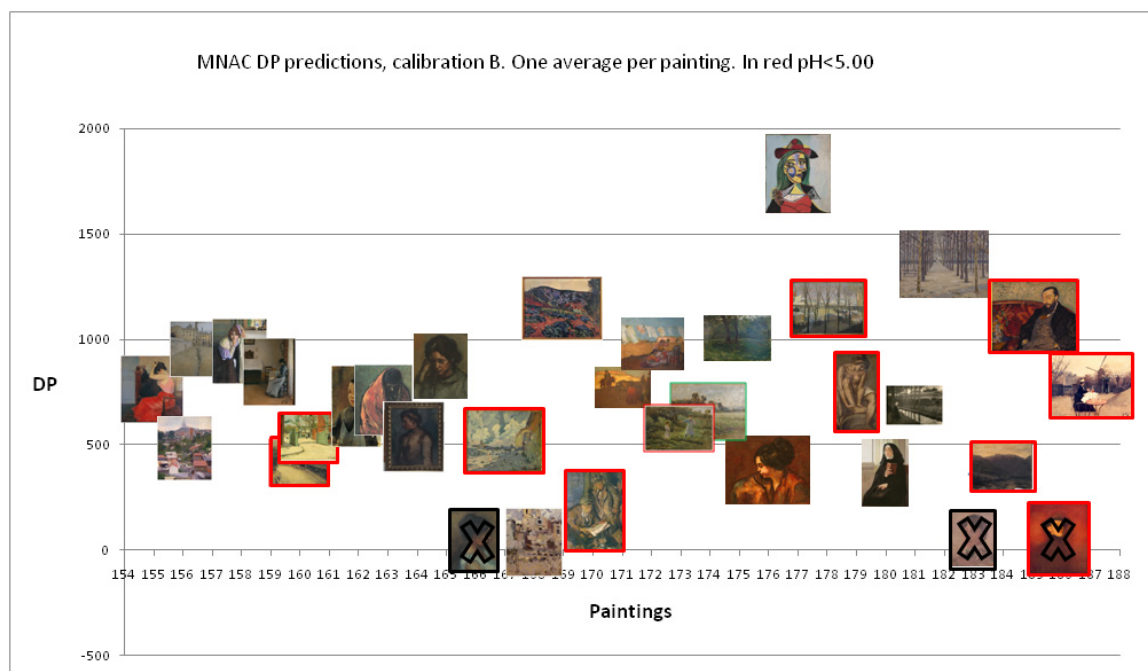 MNAC DP predictions, calibration B. One average per painting. In red pH<5.00
2000
1500
1000
DP
500
0
154 155 156 157 158 159 160 161 162 163 164 165 166 167 168 169 170 171 172 173 174 175 176 177 178 179 180 181 182 183 184 185 186 187 188
Paintings
-500